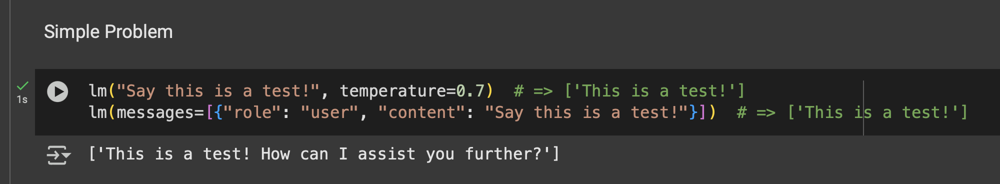 Simple Problem
1s
lm("Say this is a test!", temperature=0.7)  # => ['This is a test!']
lm(messages=[{"role": "user", "content": "Say this is a test!"}])  # => ['This is a test!']
['This is a test! How can I assist you further?']